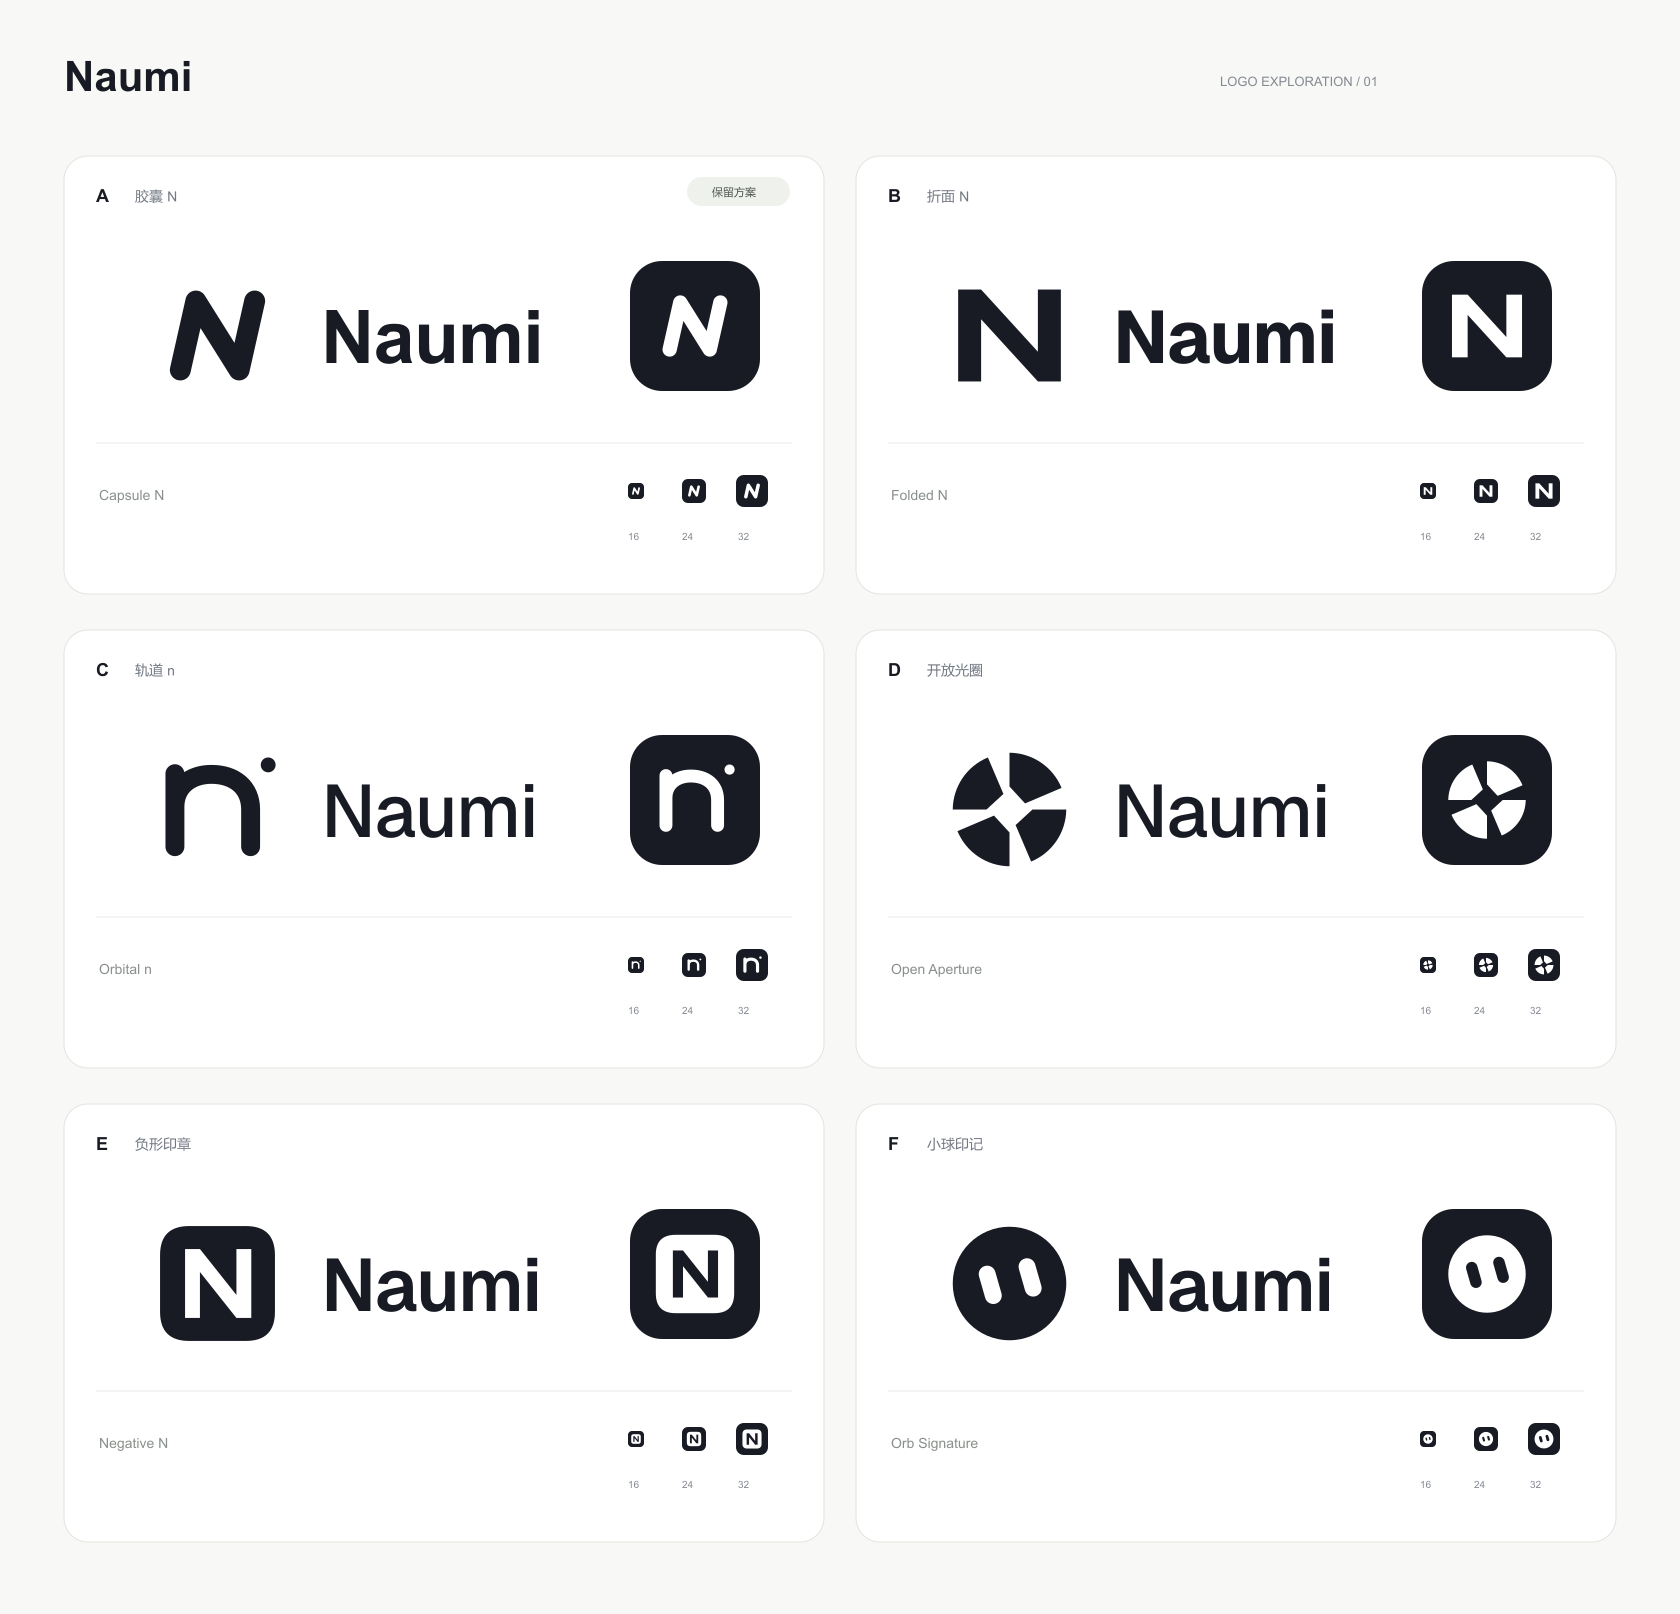 Naumi
LOGO EXPLORATION / 01
A 胶囊 N
保留方案
N Naumi N
Capsule N
N N N
16 24 32
B 折面 N
N Naumi N
Folded N
N N N
16 24 32
C 轨道 n
n Naumi n
Orbital n
n n n
16 24 32
D 开放光圈
Naumi
Open Aperture
16 24 32
E 负形印章
N Naumi N
Negative N
N N N
16 24 32
F 小球印记
Naumi
Orb Signature
16 24 32